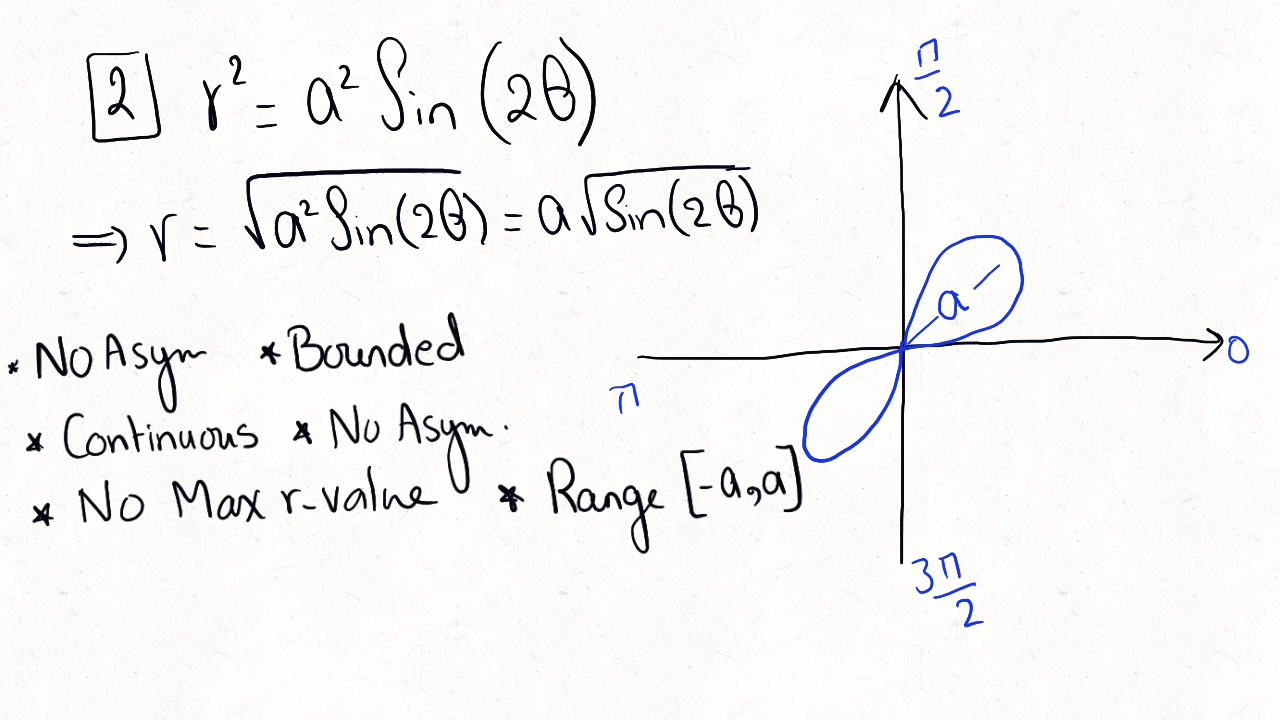 2 r² = a² Sin (2θ)
⇒ r = √a² Sin(2θ) = a√Sin(2θ)
* No Asym * Bounded
* Continuous * No Asym.
* No Max r-value * Range [-a,a]
π/2
a
0
π
3π/2